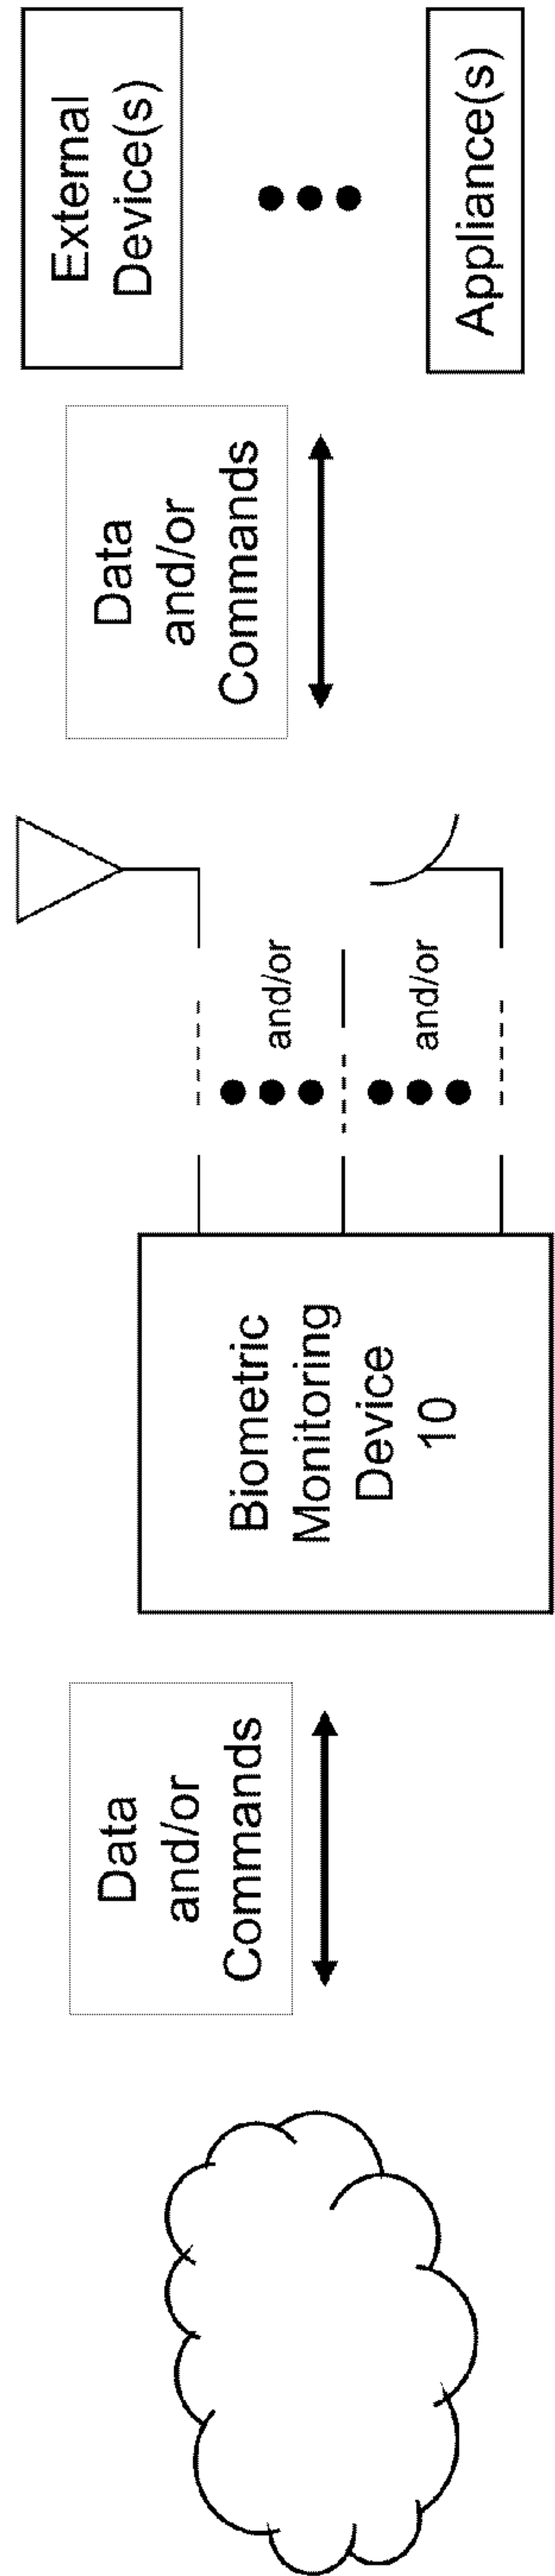 Data
and/or
Commands
Biometric
Monitoring
Device
10
and/or
and/or
Data
and/or
Commands
External
Device(s)
Appliance(s)